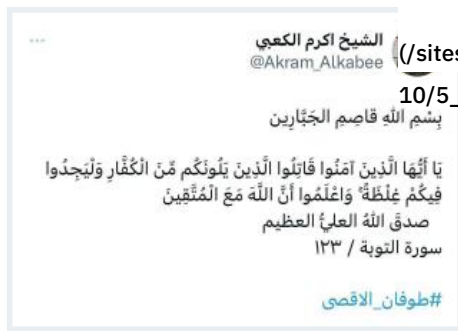 الشيخ اكرم الكعبي
@Akram_Alkabee
(/sites
10/5_
بِسْمِ اللهِ قَاصِمِ الجَبَّارِين
يَا أَيُّهَا الَّذِينَ آمَنُوا قَاتِلُوا الَّذِينَ يَلُونَكُم مِّنَ الْكُفَّارِ وَلْيَجِدُوا
فِيكُمْ غِلْظَةً ۚ وَاعْلَمُوا أَنَّ اللَّهَ مَعَ الْمُتَّقِينَ
صدقَ اللهُ العليُّ العظيم
سورة التوبة / ١٢٣
#طوفان_الاقصى